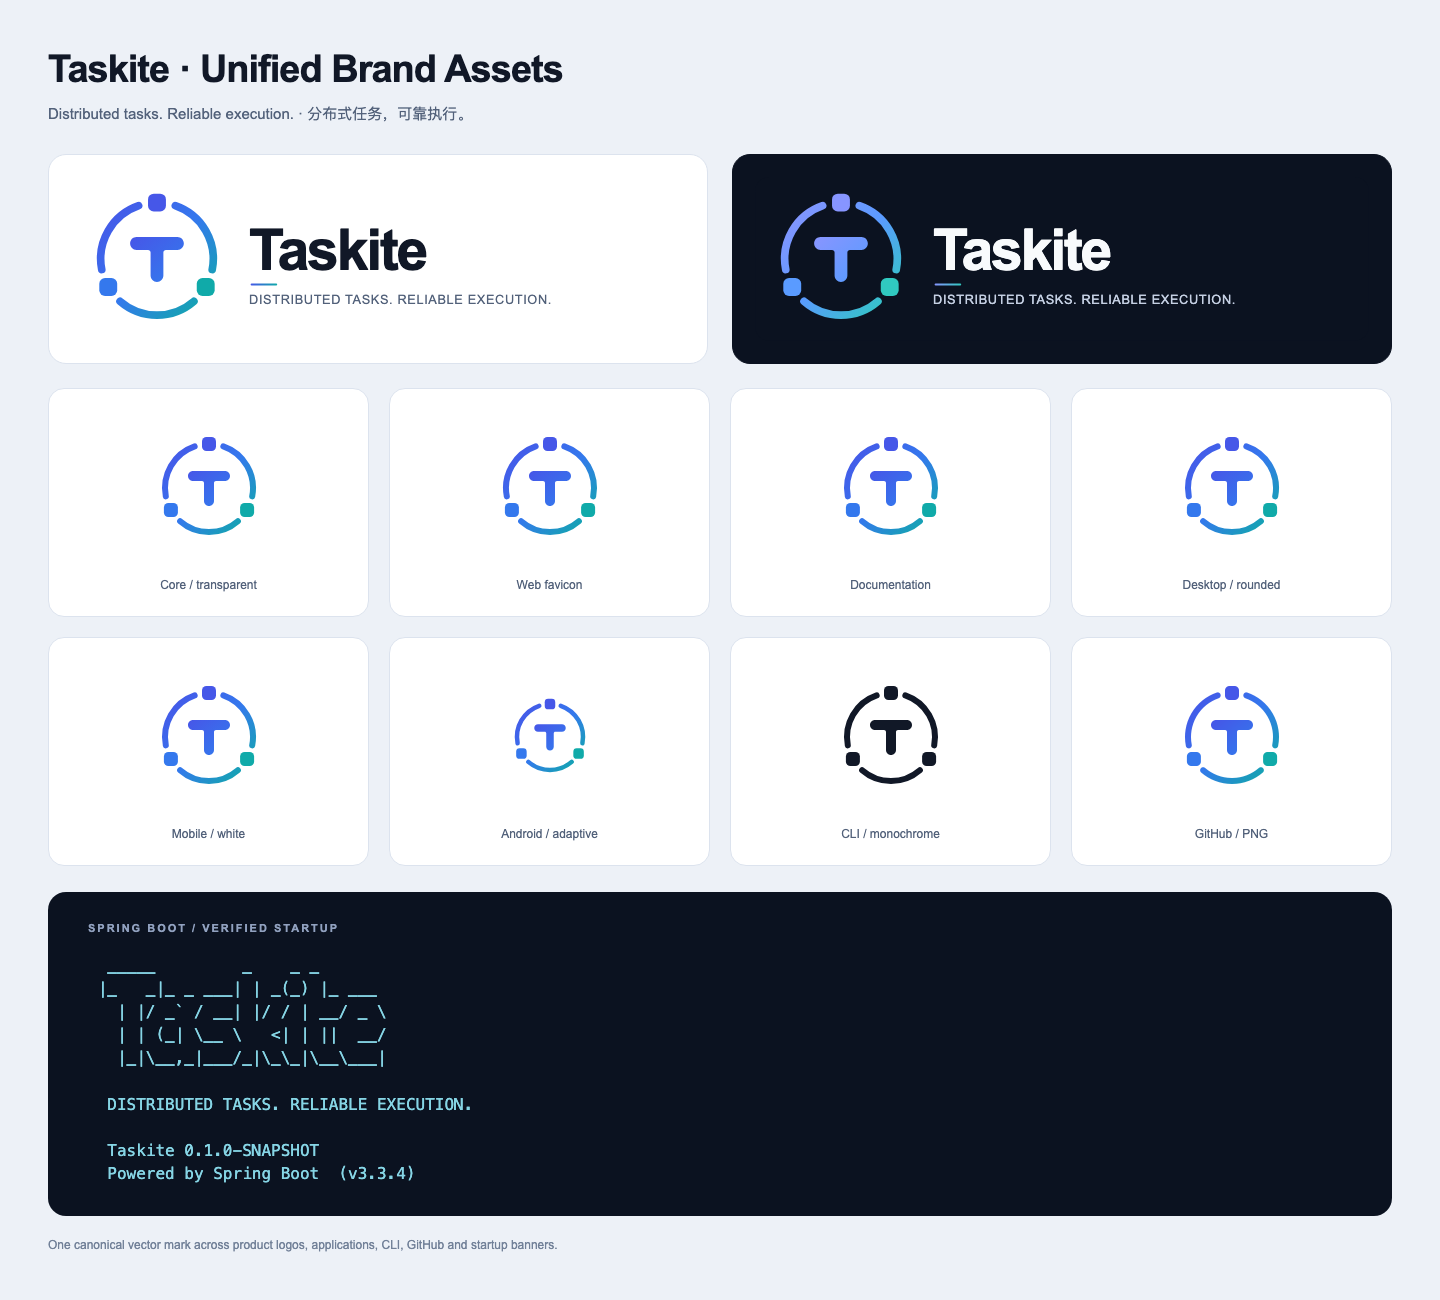 Taskite · Unified Brand Assets
Distributed tasks. Reliable execution. · 分布式任务，可靠执行。
T
Taskite
DISTRIBUTED TASKS. RELIABLE EXECUTION.
T
Taskite
DISTRIBUTED TASKS. RELIABLE EXECUTION.
T
Core / transparent
T
Web favicon
T
Documentation
T
Desktop / rounded
T
Mobile / white
T
Android / adaptive
T
CLI / monochrome
T
GitHub / PNG
SPRING BOOT / VERIFIED STARTUP
Taskite
DISTRIBUTED TASKS. RELIABLE EXECUTION.
Taskite 0.1.0-SNAPSHOT
Powered by Spring Boot (v3.3.4)
One canonical vector mark across product logos, applications, CLI, GitHub and startup banners.